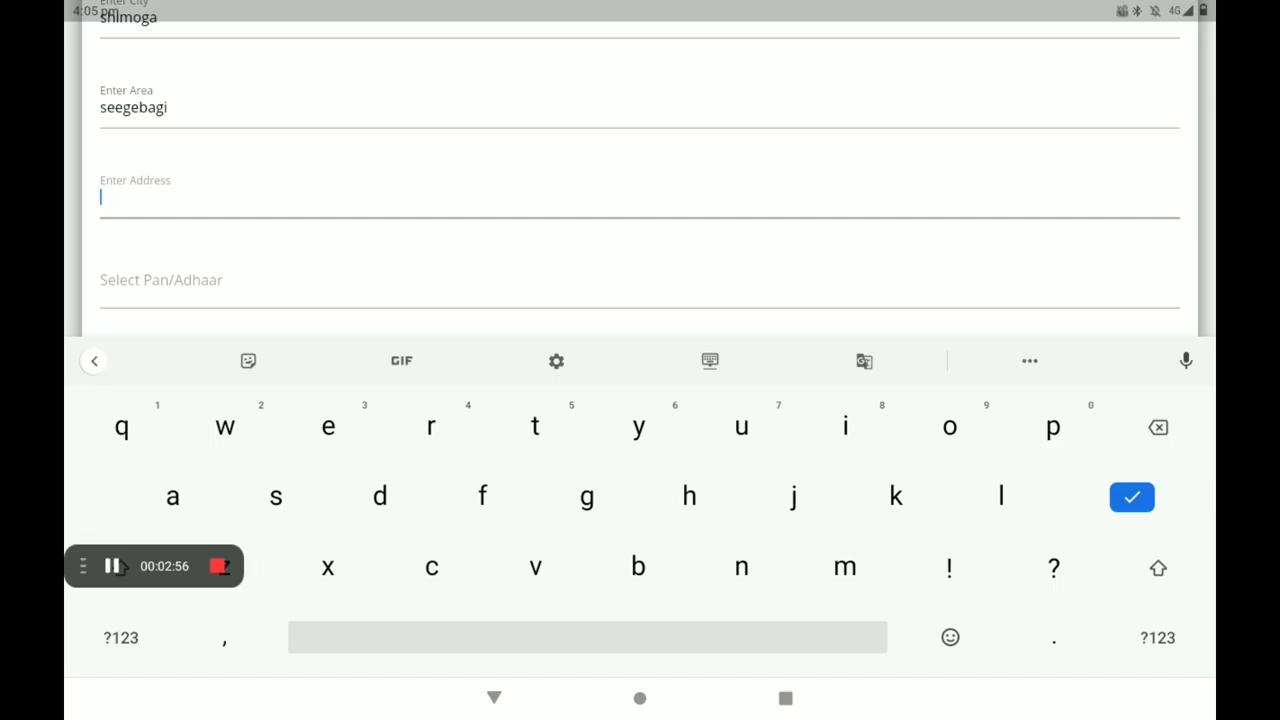 Enter City
4:05 pm
shimoga
4G
Enter Area
seegebagi
Enter Address
Select Pan/Adhaar
GIF
1 2 3 4 5 6 7 8 9 0
q w e r t y u i o p
a s d f g h j k l
00:02:56 z x c v b n m ! ?
?123 , . ?123